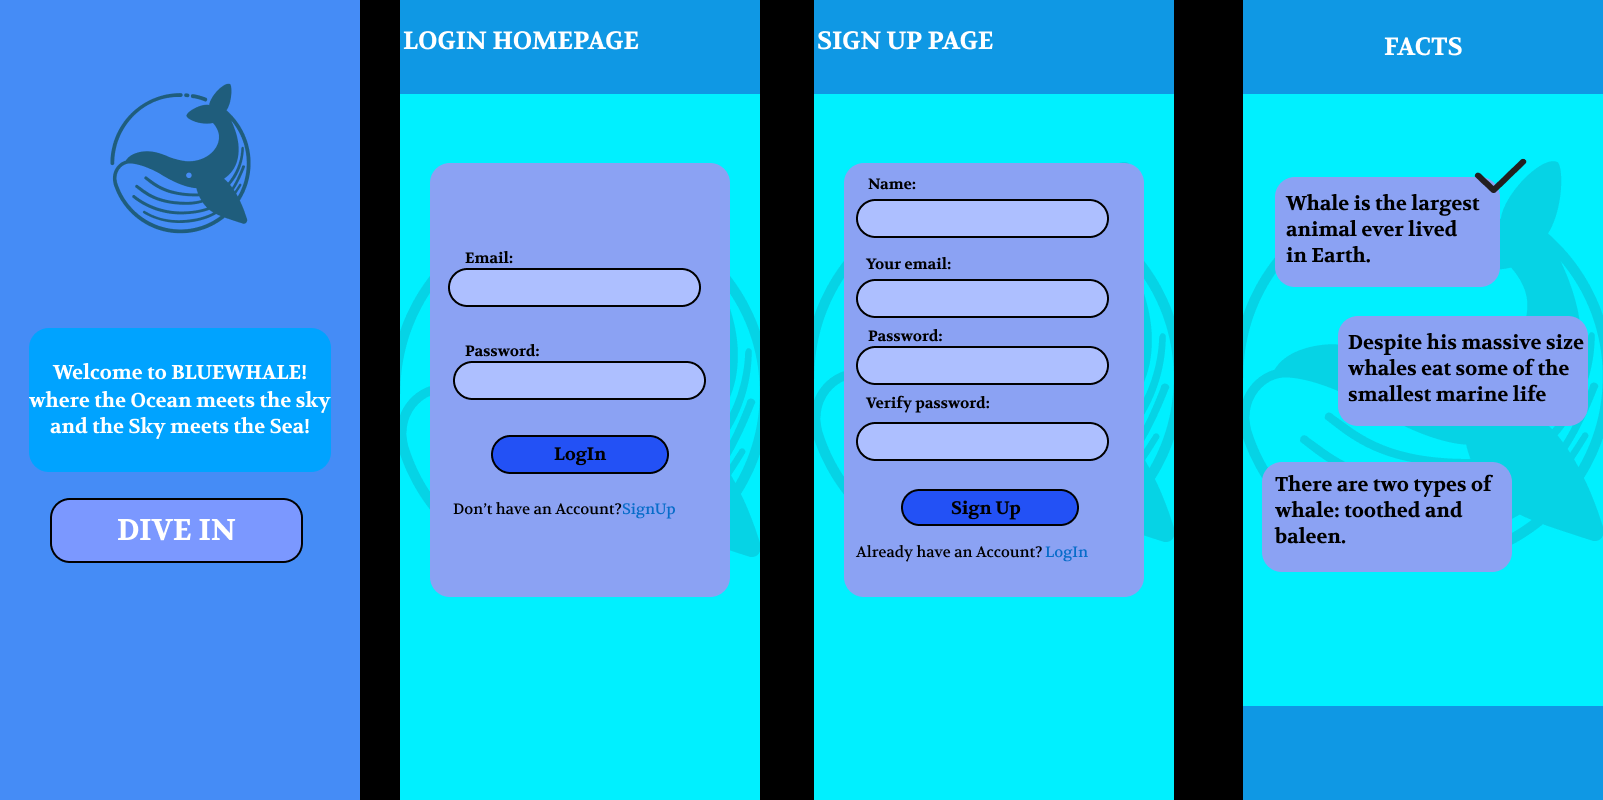 Welcome to BLUEWHALE!
where the Ocean meets the sky
and the Sky meets the Sea!
DIVE IN
LOGIN HOMEPAGE
Email:
Password:
LogIn
Don’t have an Account?SignUp
SIGN UP PAGE
Name:
Your email:
Password:
Verify password:
Sign Up
Already have an Account? LogIn
FACTS
Whale is the largest
animal ever lived
in Earth.
Despite his massive size
whales eat some of the
smallest marine life
There are two types of
whale: toothed and
baleen.